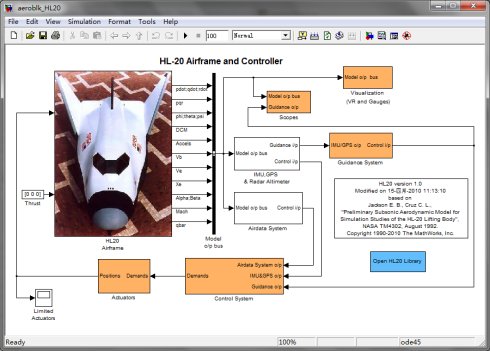 aeroblk_HL20
File Edit View Simulation Format Tools Help
100
Normal
HL-20 Airframe and Controller
pdot;qdot;rdot
pqr
phi;theta;psi
DCM
Accels
Vb
Ve
Xe
Alpha;Beta
Mach
qbar
Model
o/p bus
[0 0 0]
Thrust
HL20
Airframe
Model o/p bus
Guidance o/p
Scopes
Model o/p bus
Visualization
(VR and Gauges)
Model o/p bus
Guidance i/p
Control i/p
IMU,GPS
& Radar Altimeter
IMU/GPS o/p
Control i/p
Guidance System
Model o/p bus
Control i/p
Airdata System
HL20 version 1.0
Modified on 15-四月-2010 11:13:10
based on
Jackson E. B., Cruz C. L.,
"Preliminary Subsonic Aerodynamic Model for
Simulation Studies of the HL-20 Lifting Body",
NASA TM4302, August 1992.
Copyright 1990-2010 The MathWorks, Inc.
Open HL20 Library
Positions
Demands
Actuators
Demands
Airdata System o/p
IMU&GPS o/p
Guidance o/p
Control System
Limited
Actuators
Ready
100%
ode45